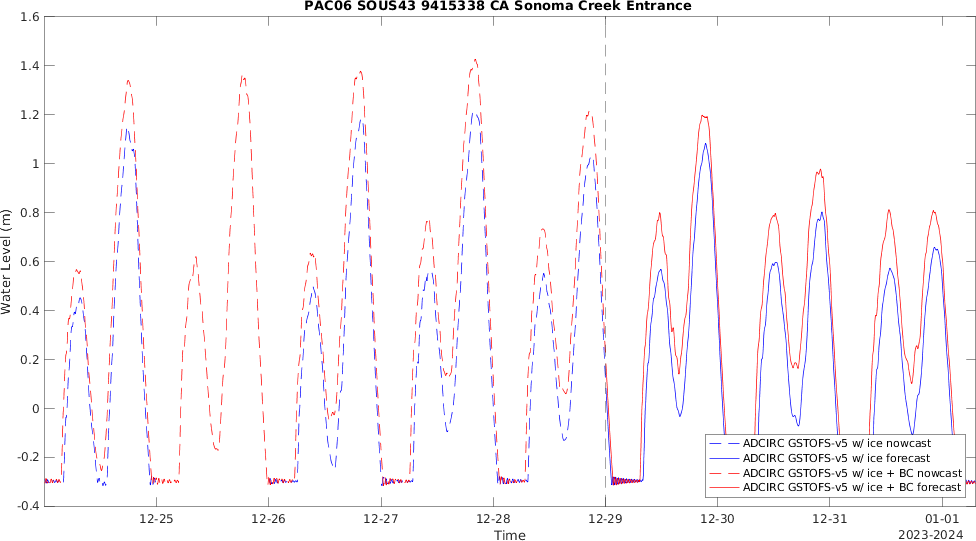 PAC06 SOUS43 9415338 CA Sonoma Creek Entrance
1.6
1.4
1.2
1
0.8
0.6
0.4
0.2
0
-0.2
-0.4
Water Level (m)
12-25
12-26
12-27
12-28
12-29
12-30
12-31
01-01
2023-2024
Time
ADCIRC GSTOFS-v5 w/ ice nowcast
ADCIRC GSTOFS-v5 w/ ice forecast
ADCIRC GSTOFS-v5 w/ ice + BC nowcast
ADCIRC GSTOFS-v5 w/ ice + BC forecast